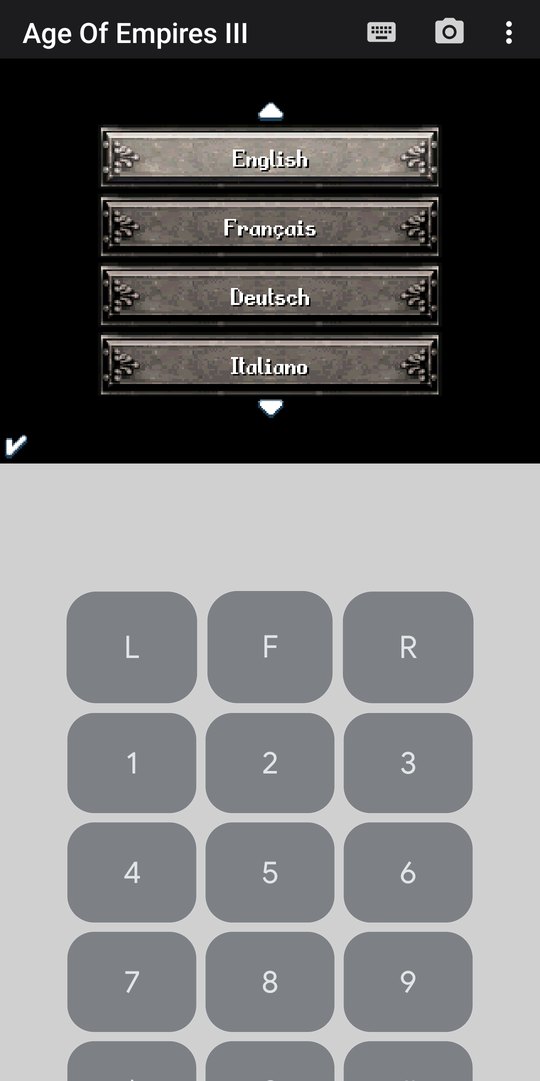 Age Of Empires III
English
Français
Deutsch
Italiano
L F R
1 2 3
4 5 6
7 8 9